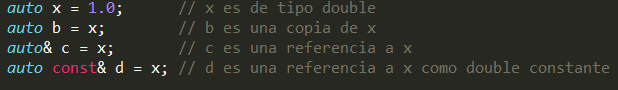 auto x = 1.0;      // x es de tipo double
auto b = x;        // b es una copia de x
auto& c = x;       // c es una referencia a x
auto const& d = x; // d es una referencia a x como double constante